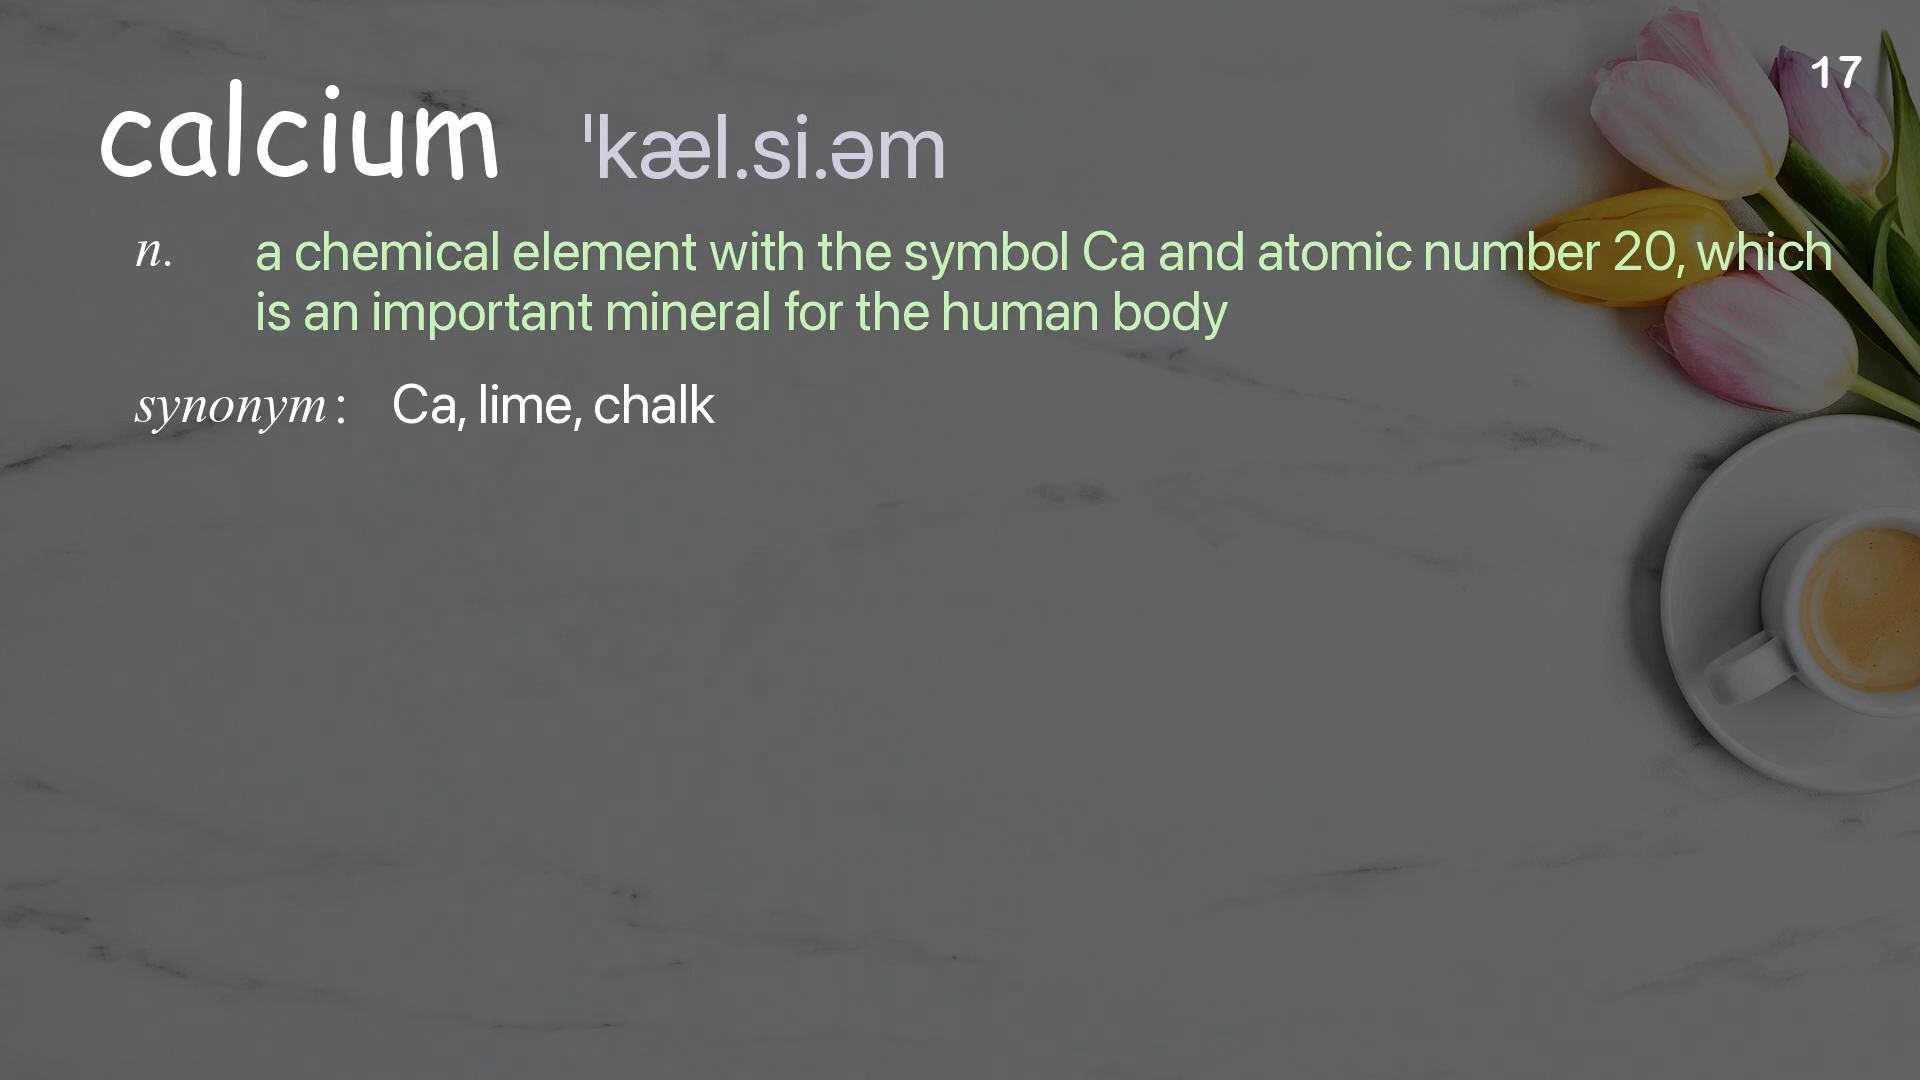 17
calcium ˈkæl.si.əm
n. a chemical element with the symbol Ca and atomic number 20, which
is an important mineral for the human body
synonym: Ca, lime, chalk